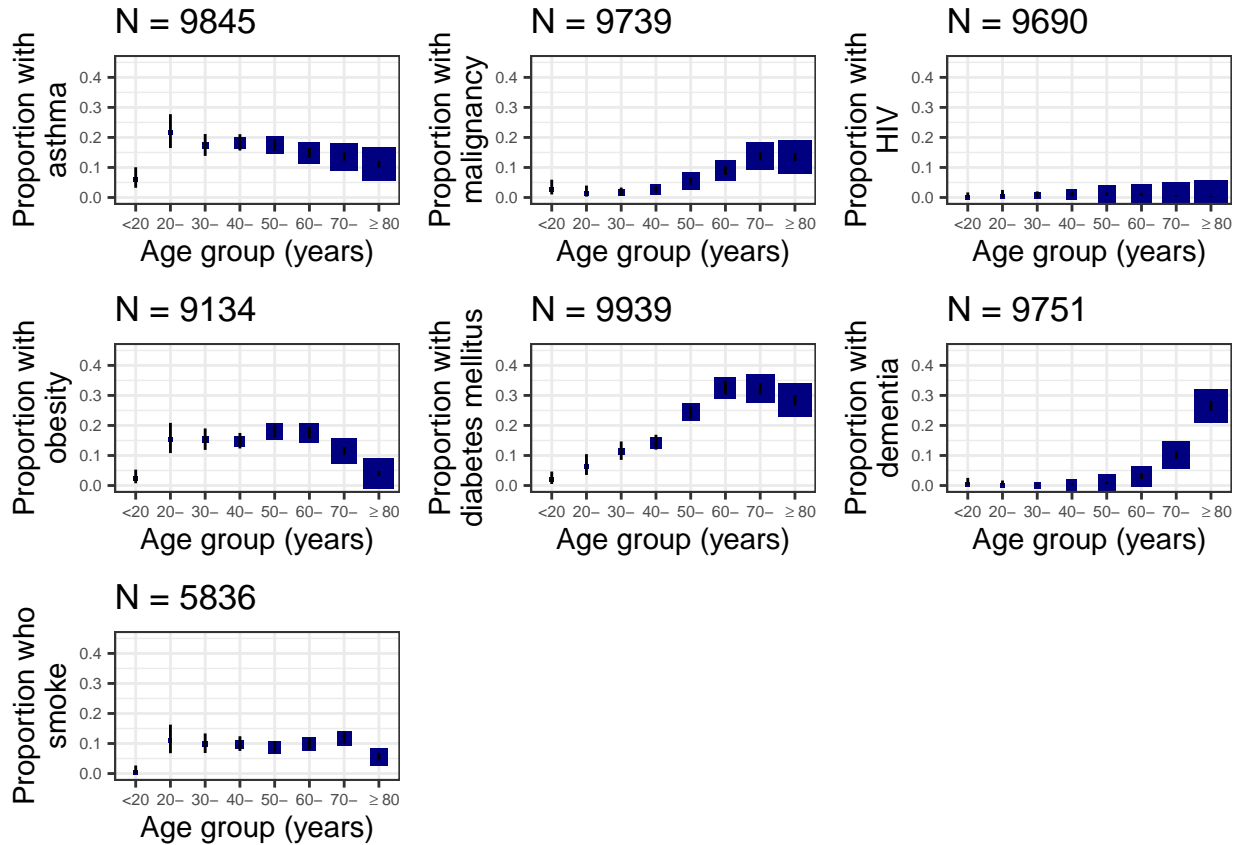 N = 9845
Proportion with
asthma
0.4
0.3
0.2
0.1
0.0
<20 20– 30– 40– 50– 60– 70– ≥ 80
Age group (years)
N = 9739
Proportion with
malignancy
0.4
0.3
0.2
0.1
0.0
<20 20– 30– 40– 50– 60– 70– ≥ 80
Age group (years)
N = 9690
Proportion with
HIV
0.4
0.3
0.2
0.1
0.0
<20 20– 30– 40– 50– 60– 70– ≥ 80
Age group (years)
N = 9134
Proportion with
obesity
0.4
0.3
0.2
0.1
0.0
<20 20– 30– 40– 50– 60– 70– ≥ 80
Age group (years)
N = 9939
Proportion with
diabetes mellitus
0.4
0.3
0.2
0.1
0.0
<20 20– 30– 40– 50– 60– 70– ≥ 80
Age group (years)
N = 9751
Proportion with
dementia
0.4
0.3
0.2
0.1
0.0
<20 20– 30– 40– 50– 60– 70– ≥ 80
Age group (years)
N = 5836
Proportion who
smoke
0.4
0.3
0.2
0.1
0.0
<20 20– 30– 40– 50– 60– 70– ≥ 80
Age group (years)